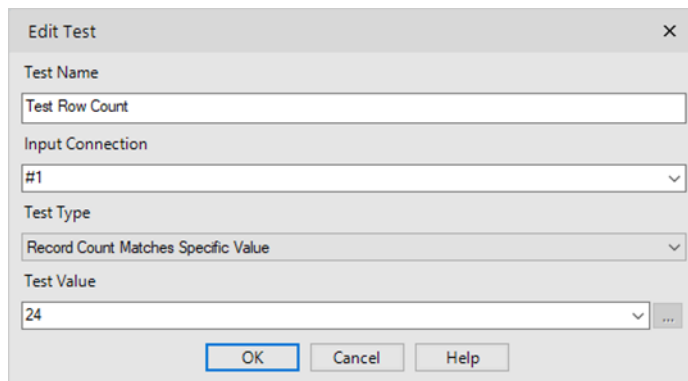 Edit Test
Test Name
Test Row Count
Input Connection
#1
Test Type
Record Count Matches Specific Value
Test Value
24
...
OK Cancel Help